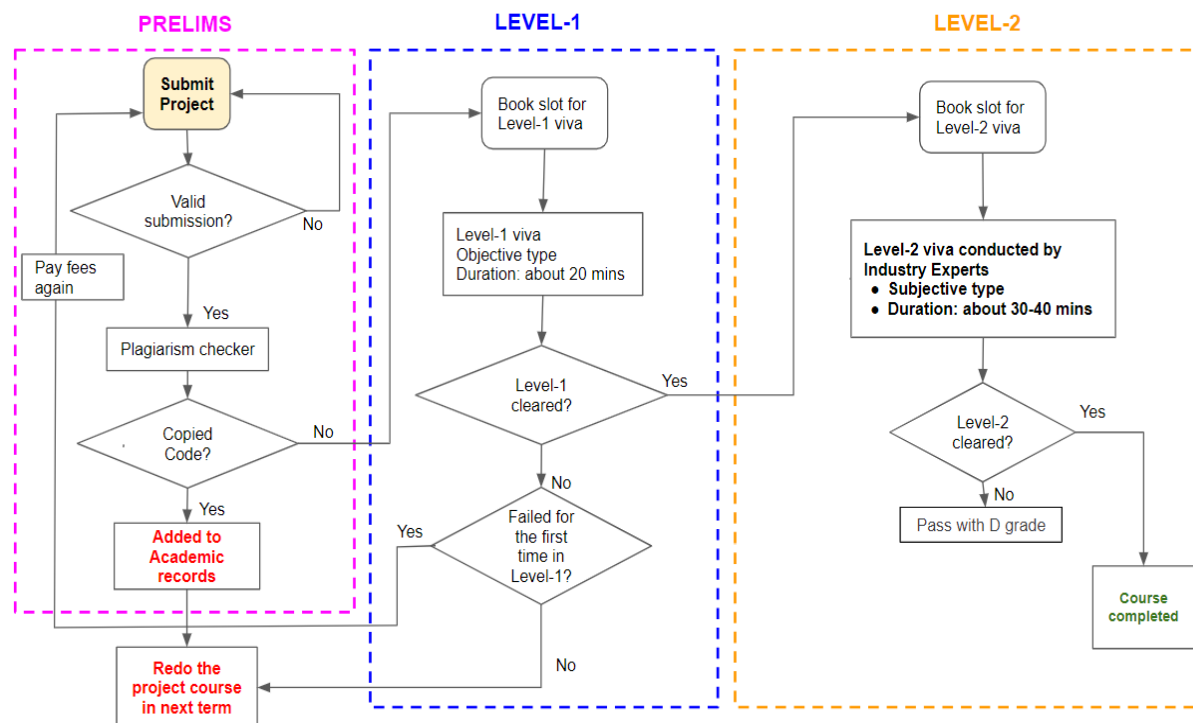 PRELIMS
Submit
Project
Valid
submission?
No
Pay fees
again
Yes
Plagiarism checker
Copied
Code?
No
Yes
Added to
Academic
records
Redo the
project course
in next term
LEVEL-1
Book slot for
Level-1 viva
Level-1 viva
Objective type
Duration: about 20 mins
Level-1
cleared?
Yes
No
Failed for
the first
time in
Level-1?
Yes
No
LEVEL-2
Book slot for
Level-2 viva
Level-2 viva conducted by
Industry Experts
● Subjective type
● Duration: about 30-40 mins
Level-2
cleared?
Yes
No
Pass with D grade
Course
completed